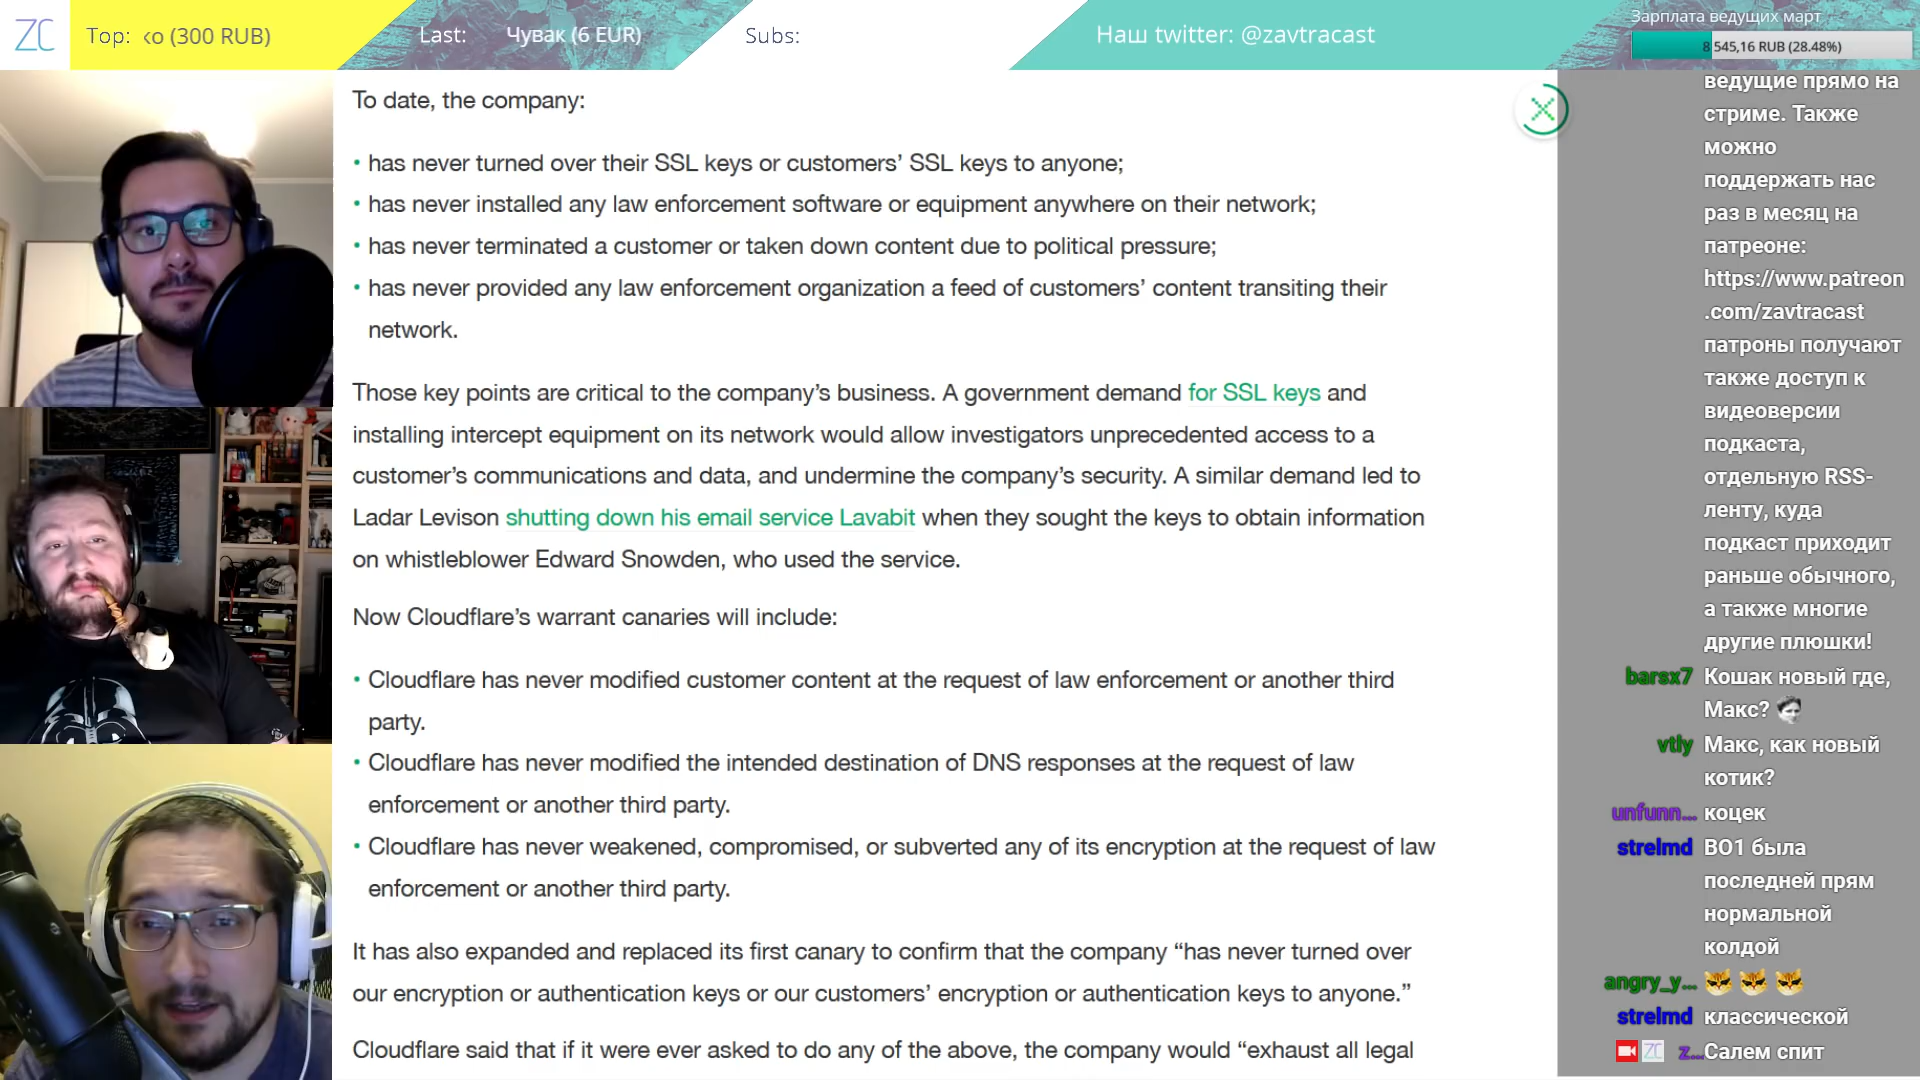 ZC
Top: ко (300 RUB)
Last: Чувак (6 EUR)
Subs:
Наш twitter: @zavtracast
Зарплата ведущих март
8 545,16 RUB (28.48%)
To date, the company:
• has never turned over their SSL keys or customers’ SSL keys to anyone;
• has never installed any law enforcement software or equipment anywhere on their network;
• has never terminated a customer or taken down content due to political pressure;
• has never provided any law enforcement organization a feed of customers’ content transiting their
network.
Those key points are critical to the company’s business. A government demand for SSL keys and
installing intercept equipment on its network would allow investigators unprecedented access to a
customer’s communications and data, and undermine the company’s security. A similar demand led to
Ladar Levison shutting down his email service Lavabit when they sought the keys to obtain information
on whistleblower Edward Snowden, who used the service.
Now Cloudflare’s warrant canaries will include:
• Cloudflare has never modified customer content at the request of law enforcement or another third
party.
• Cloudflare has never modified the intended destination of DNS responses at the request of law
enforcement or another third party.
• Cloudflare has never weakened, compromised, or subverted any of its encryption at the request of law
enforcement or another third party.
It has also expanded and replaced its first canary to confirm that the company “has never turned over
our encryption or authentication keys or our customers’ encryption or authentication keys to anyone.”
Cloudflare said that if it were ever asked to do any of the above, the company would “exhaust all legal
ведущие прямо на
стриме. Также
можно
поддержать нас
раз в месяц на
патреоне:
https://www.patreon
.com/zavtracast
патроны получают
также доступ к
видеоверсии
подкаста,
отдельную RSS-
ленту, куда
подкаст приходит
раньше обычного,
а также многие
другие плюшки!
barsx7 Кошак новый где,
Макс?
vtly Макс, как новый
котик?
unfunn... коцек
strelmd BO1 была
последней прям
нормальной
колдой
angry_y...
strelmd классической
ZC z... Салем спит